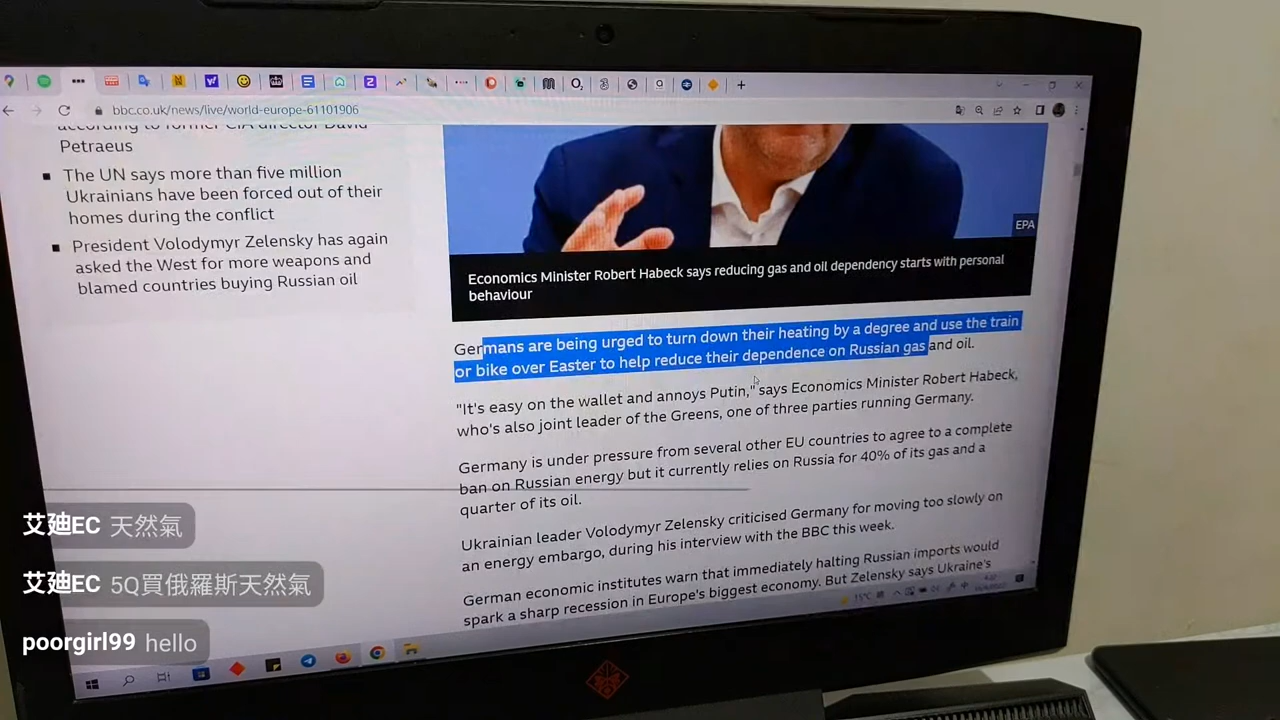 bbc.co.uk/news/live/world-europe-61101906
according to former CIA director David
Petraeus
The UN says more than five million
Ukrainians have been forced out of their
homes during the conflict
President Volodymyr Zelensky has again
asked the West for more weapons and
blamed countries buying Russian oil
EPA
Economics Minister Robert Habeck says reducing gas and oil dependency starts with personal
behaviour
Germans are being urged to turn down their heating by a degree and use the train
or bike over Easter to help reduce their dependence on Russian gas and oil.
"It's easy on the wallet and annoys Putin," says Economics Minister Robert Habeck,
who's also joint leader of the Greens, one of three parties running Germany.
Germany is under pressure from several other EU countries to agree to a complete
ban on Russian energy but it currently relies on Russia for 40% of its gas and a
quarter of its oil.
Ukrainian leader Volodymyr Zelensky criticised Germany for moving too slowly on
an energy embargo, during his interview with the BBC this week.
German economic institutes warn that immediately halting Russian imports would
spark a sharp recession in Europe's biggest economy. But Zelensky says Ukraine's
15°C
艾廸EC 天然氣
艾廸EC 5Q買俄羅斯天然氣
poorgirl99 hello